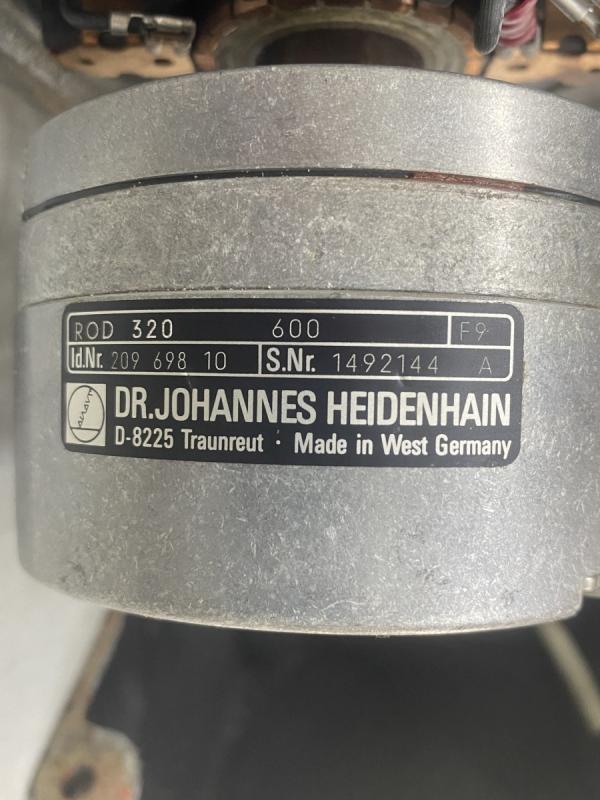 ROD 320 600 F9
Id.Nr. 209 698 10 S.Nr. 1492144 A
DR. JOHANNES HEIDENHAIN
D-8225 Traunreut · Made in West Germany